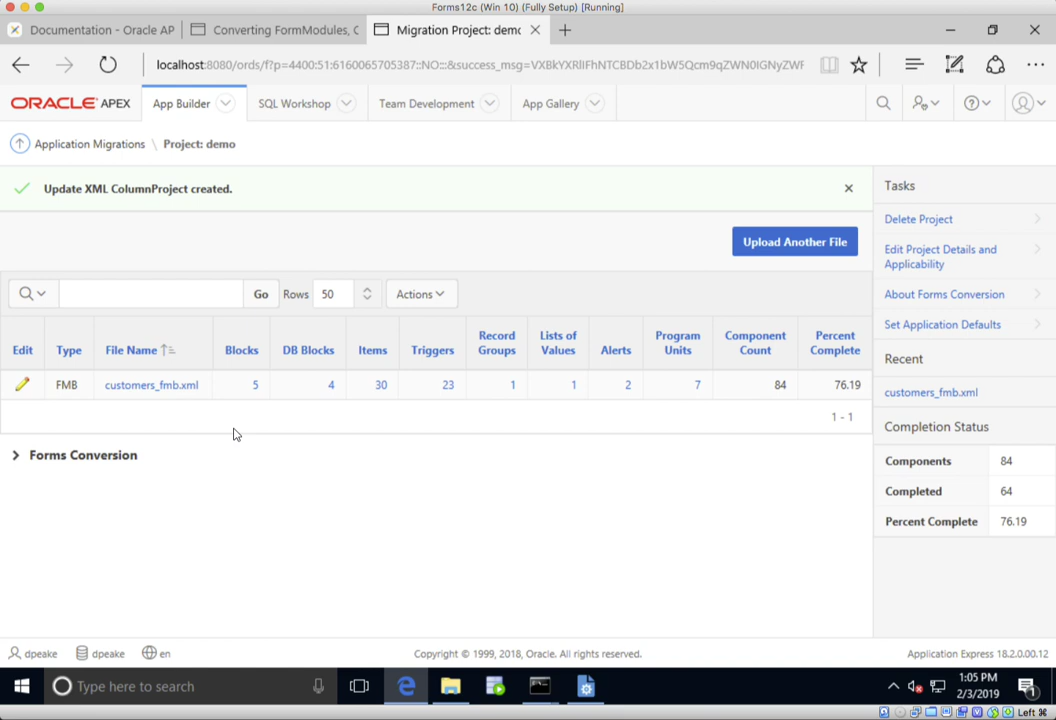 Forms12c (Win 10) (Fully Setup) [Running]
Documentation - Oracle AP
Converting FormModules, C
Migration Project: demo
localhost:8080/ords/f?p=4400:51:6160065705387::NO:::&success_msg=VXBkYXRlIFhNTCBDb2x1bW5Qcm9qZWN0IGNyZWF
ORACLE APEX
App Builder
SQL Workshop
Team Development
App Gallery
Application Migrations \ Project: demo
Update XML ColumnProject created.
Upload Another File
Go
Rows
50
Actions
Edit Type File Name Blocks DB Blocks Items Triggers Record Groups Lists of Values Alerts Program Units Component Count Percent Complete
FMB customers_fmb.xml 5 4 30 23 1 1 2 7 84 76.19
1 - 1
Forms Conversion
Tasks
Delete Project
Edit Project Details and
Applicability
About Forms Conversion
Set Application Defaults
Recent
customers_fmb.xml
Completion Status
Components 84
Completed 64
Percent Complete 76.19
dpeake dpeake en
Copyright © 1999, 2018, Oracle. All rights reserved.
Application Express 18.2.0.00.12
Type here to search
1:05 PM
2/3/2019
1
Left ⌘